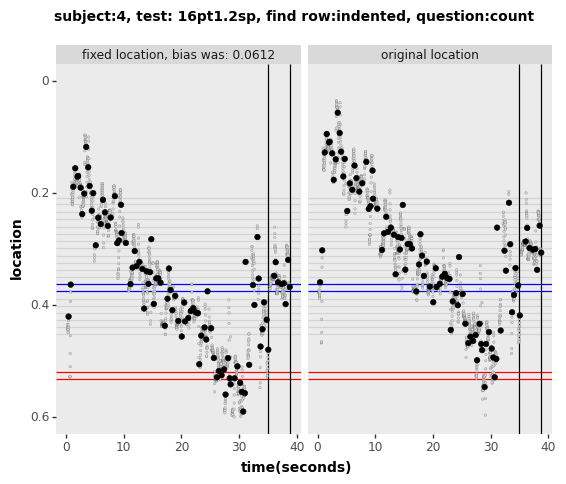 subject:4, test: 16pt1.2sp, find row:indented, question:count
fixed location, bias was: 0.0612
original location
0
0.2
0.4
0.6
location
0 10 20 30 40 0 10 20 30 40
time(seconds)